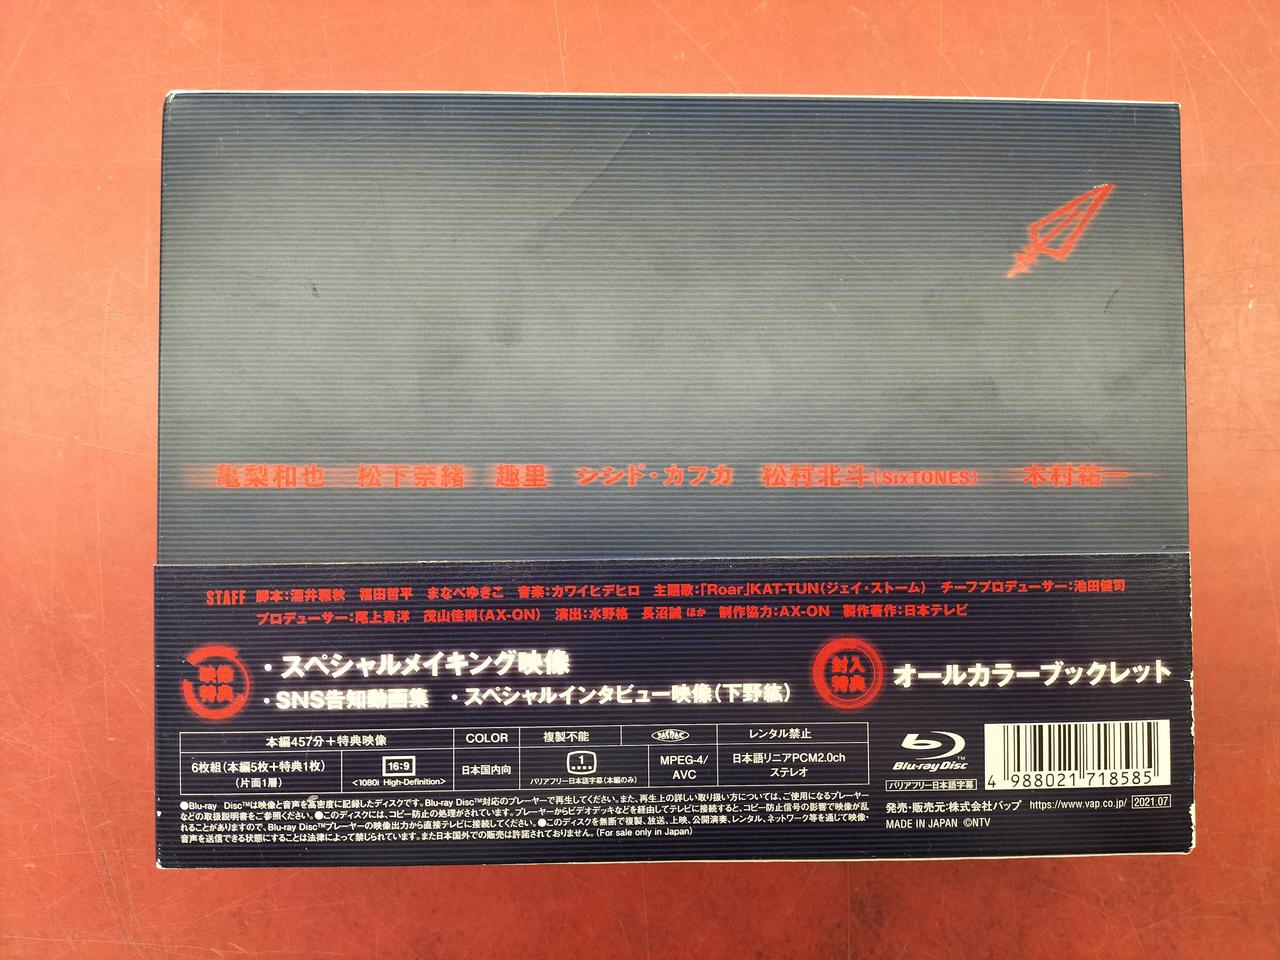 亀梨和也 松下奈緒 趣里 シシド・カフカ 松村北斗(SixTONES) 木村祐一
STAFF 脚本:酒井雅秋 福田哲平 まなべゆきこ 音楽:カワイヒデヒロ 主題歌:「Roar」KAT-TUN(ジェイ・ストーム) チーフプロデューサー:池田健司
プロデューサー:尾上貴洋 茂山佳則(AX-ON) 演出:水野格 長沼誠 ほか 制作協力:AX-ON 製作著作:日本テレビ
映像
特典
・スペシャルメイキング映像
・SNS告知動画集 ・スペシャルインタビュー映像(下野紘)
封入
特典
オールカラーブックレット
本編457分+特典映像
COLOR
複製不能
レンタル禁止
6枚組(本編5枚+特典1枚)
(片面1層)
16:9
<1080i High-Definition>
日本国内向
1
バリアフリー日本語字幕(本編のみ)
MPEG-4/
AVC
日本語リニアPCM2.0ch
ステレオ
Blu-ray Disc™
バリアフリー日本語字幕
4 988021 718585
●Blu-ray Disc™は映像と音声を高密度に記録したディスクです。Blu-ray Disc™対応のプレーヤーで再生してください。また、再生上の詳しい取り扱い方については、ご使用になるプレーヤー
などの取扱説明書をご参照ください。●このディスクには、コピー防止の処理がされています。プレーヤーからビデオデッキなどを経由してテレビに接続すると、コピー防止信号の影響で映像が乱
れることがありますので、Blu-ray Disc™プレーヤーの映像出力から直接テレビに接続してください。●このディスクを無断で複製、放送、上映、公開演奏、レンタル、ネットワーク等を通じて映像・
音声を送信できる状態にすることは法律によって禁じられています。また日本国外での販売は許諾されておりません。(For sale only in Japan)
発売・販売元:株式会社バップ https://www.vap.co.jp/ 2021.07
MADE IN JAPAN ©NTV